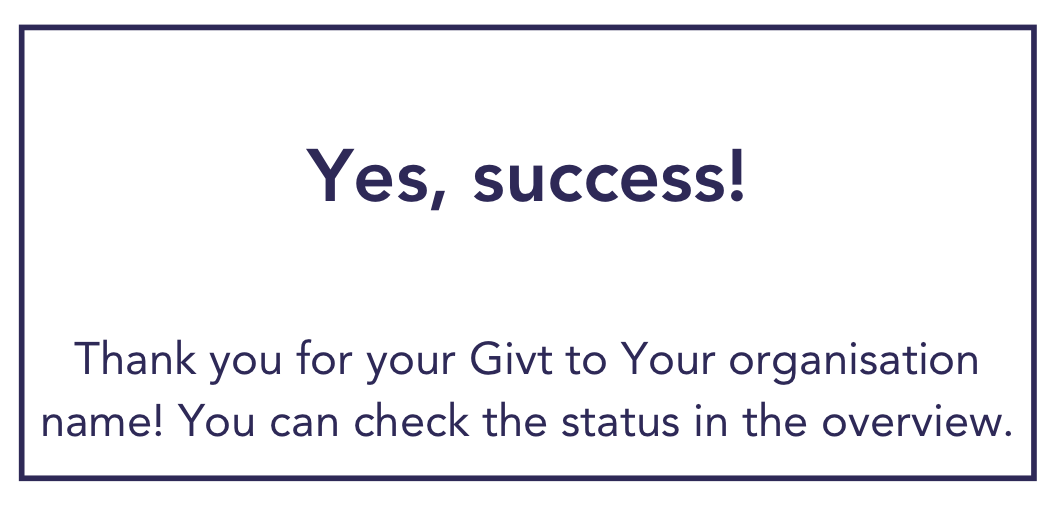 Yes, success!
Thank you for your Givt to Your organisation
name! You can check the status in the overview.